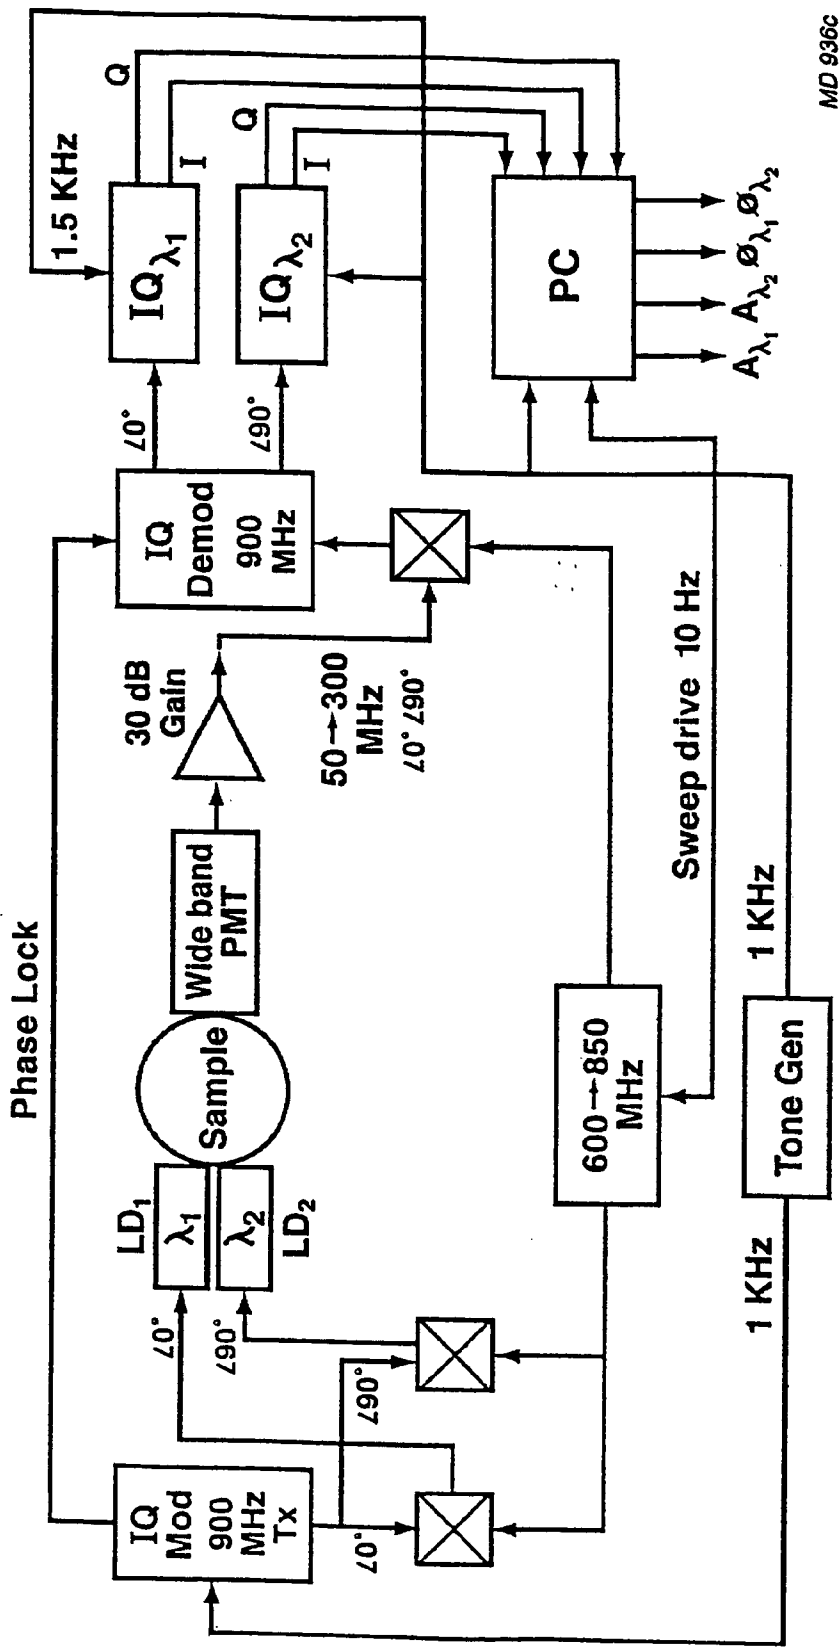 Phase Lock
IQ
Mod
900
MHz
Tx
∠0°
∠90°
∠0°
∠90°
LD₁
λ₁
λ₂
LD₂
Sample
Wide band
PMT
30 dB
Gain
50→300
MHz
∠0° ∠90°
IQ
Demod
900
MHz
∠0°
∠90°
1.5 KHz
IQλ₁
IQλ₂
Q
I
Q
I
PC
Aλ₁ Aλ₂ Øλ₁ Øλ₂
600→850
MHz
Sweep drive 10 Hz
1 KHz
Tone Gen
1 KHz
MD 936c